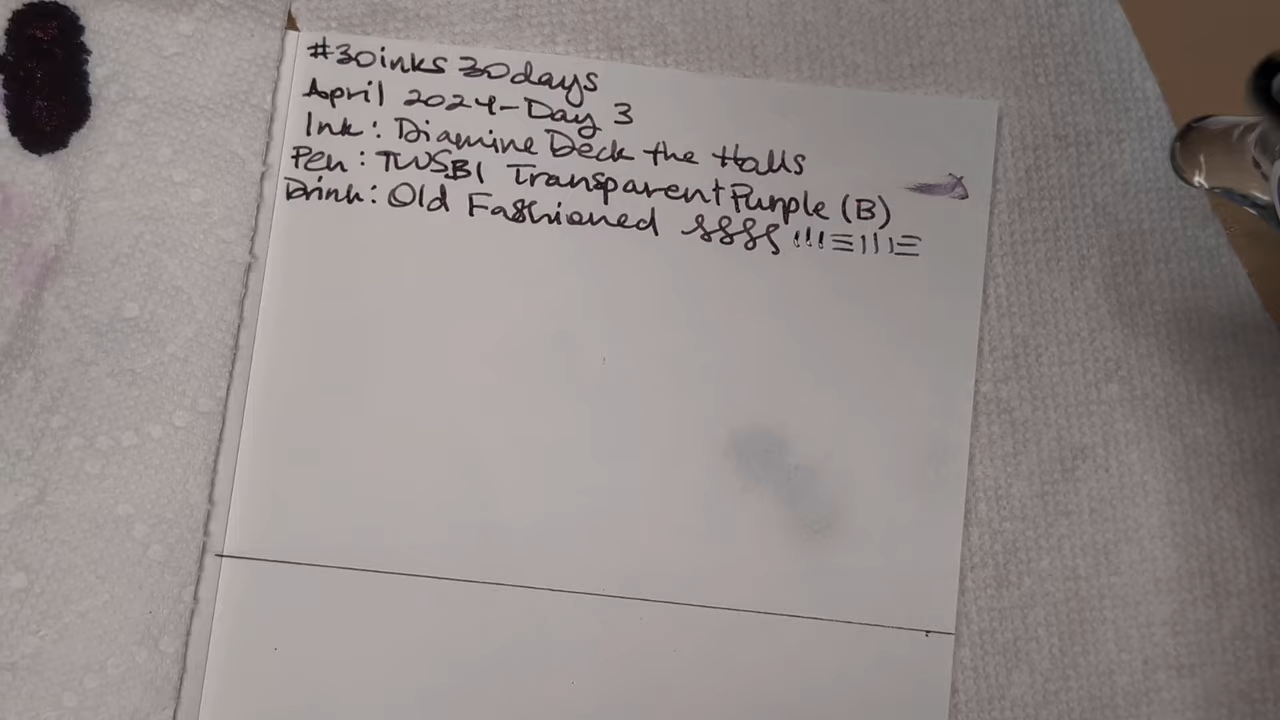 #30inks30days
April 2024-Day 3
Ink: Diamine Deck the Halls
Pen: TWSBI Transparent Purple (B)
Drink: Old Fashioned